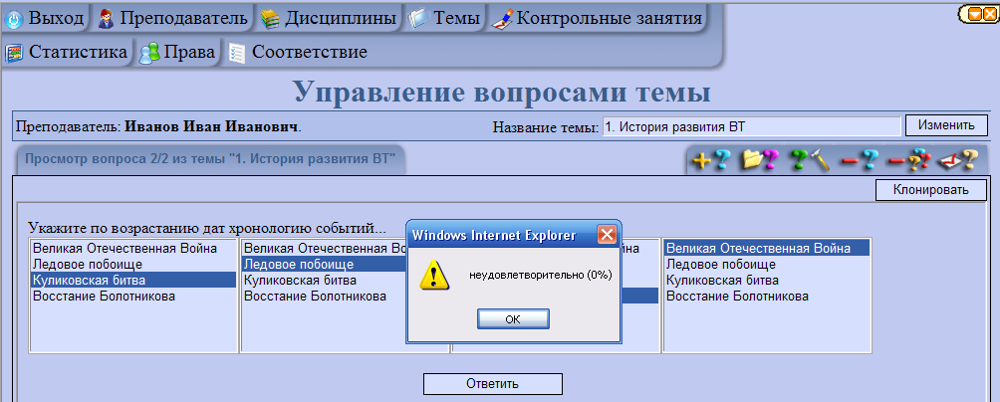 Выход Преподаватель Дисциплины Темы Контрольные занятия
Статистика Права Соответствие
Управление вопросами темы
Преподаватель: Иванов Иван Иванович. Название темы: 1. История развития ВТ Изменить
Просмотр вопроса 2/2 из темы "1. История развития ВТ"
Клонировать
Укажите по возрастанию дат хронологию событий...
Великая Отечественная Война
Ледовое побоище
Куликовская битва
Восстание Болотникова
Великая Отечественная Во
Ледовое побоище
Куликовская битва
Восстание Болотникова
йна
Великая Отечественная Война
Ледовое побоище
Куликовская битва
Восстание Болотникова
Windows Internet Explorer
неудовлетворительно (0%)
ОК
Ответить